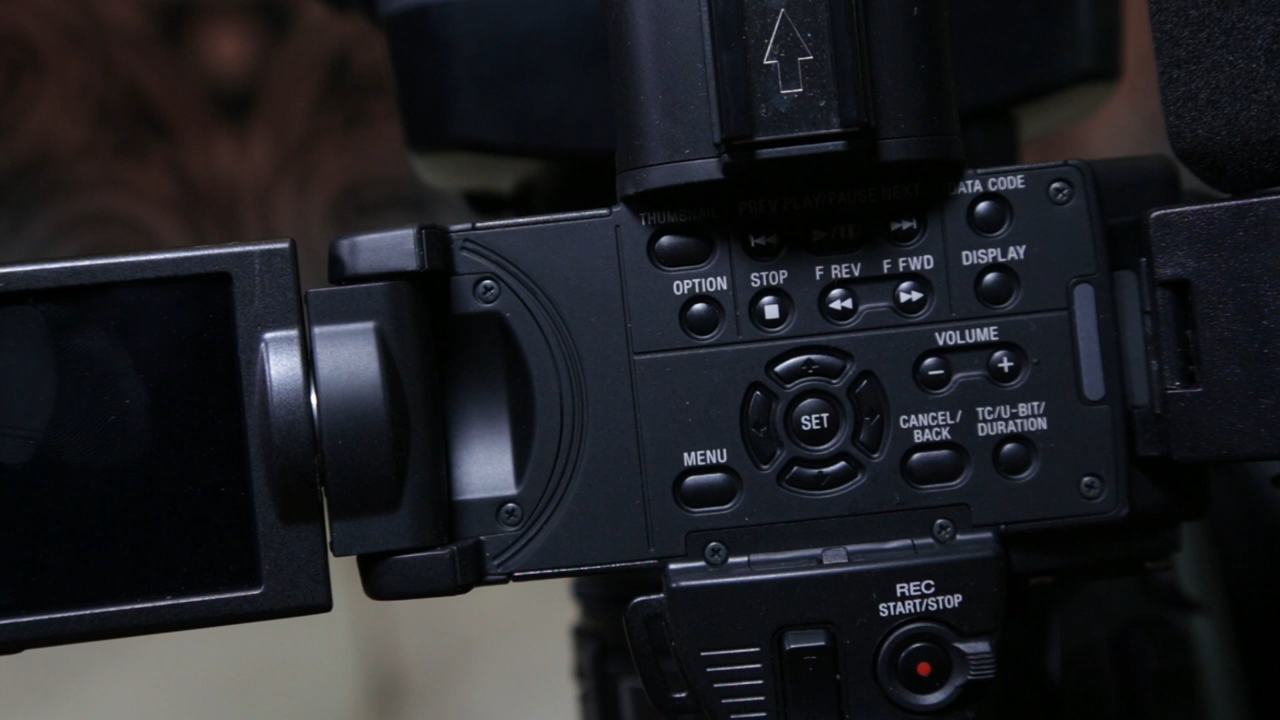 THUMBNAIL
PREV PLAY/PAUSE NEXT
DATA CODE
OPTION
STOP
F REV
F FWD
DISPLAY
VOLUME
− +
SET
CANCEL/
BACK
TC/U-BIT/
DURATION
MENU
REC
START/STOP